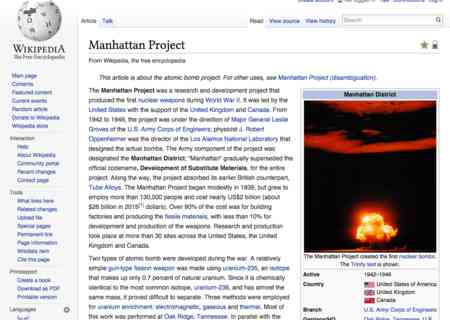 WIKIPEDIA
The Free Encyclopedia
Main page
Contents
Featured content
Current events
Random article
Donate to Wikipedia
Wikipedia store
Interaction
Help
About Wikipedia
Community portal
Recent changes
Contact page
Tools
What links here
Related changes
Upload file
Special pages
Permanent link
Page information
Wikidata item
Cite this page
Print/export
Create a book
Download as PDF
Printable version
Languages
Article Talk
Read View source View history
Search
Manhattan Project
From Wikipedia, the free encyclopedia
This article is about the atomic bomb project. For other uses, see Manhattan Project (disambiguation).
The Manhattan Project was a research and development project that
produced the first nuclear weapons during World War II. It was led by the
United States with the support of the United Kingdom and Canada. From
1942 to 1946, the project was under the direction of Major General Leslie
Groves of the U.S. Army Corps of Engineers; physicist J. Robert
Oppenheimer was the director of the Los Alamos National Laboratory that
designed the actual bombs. The Army component of the project was
designated the Manhattan District; "Manhattan" gradually superseded the
official codename, Development of Substitute Materials, for the entire
project. Along the way, the project absorbed its earlier British counterpart,
Tube Alloys. The Manhattan Project began modestly in 1939, but grew to
employ more than 130,000 people and cost nearly US$2 billion (about
$26 billion in 2015[1] dollars). Over 90% of the cost was for building
factories and producing the fissile materials, with less than 10% for
development and production of the weapons. Research and production
took place at more than 30 sites across the United States, the United
Kingdom and Canada.
Two types of atomic bomb were developed during the war. A relatively
simple gun-type fission weapon was made using uranium-235, an isotope
that makes up only 0.7 percent of natural uranium. Since it is chemically
identical to the most common isotope, uranium-238, and has almost the
same mass, it proved difficult to separate. Three methods were employed
for uranium enrichment: electromagnetic, gaseous and thermal. Most of
this work was performed at Oak Ridge, Tennessee. In parallel with the
Manhattan District
The Manhattan Project created the first nuclear bombs.
The Trinity test is shown.
Active 1942–1946
Country United States of America
United Kingdom
Canada
Branch U.S. Army Corps of Engineers